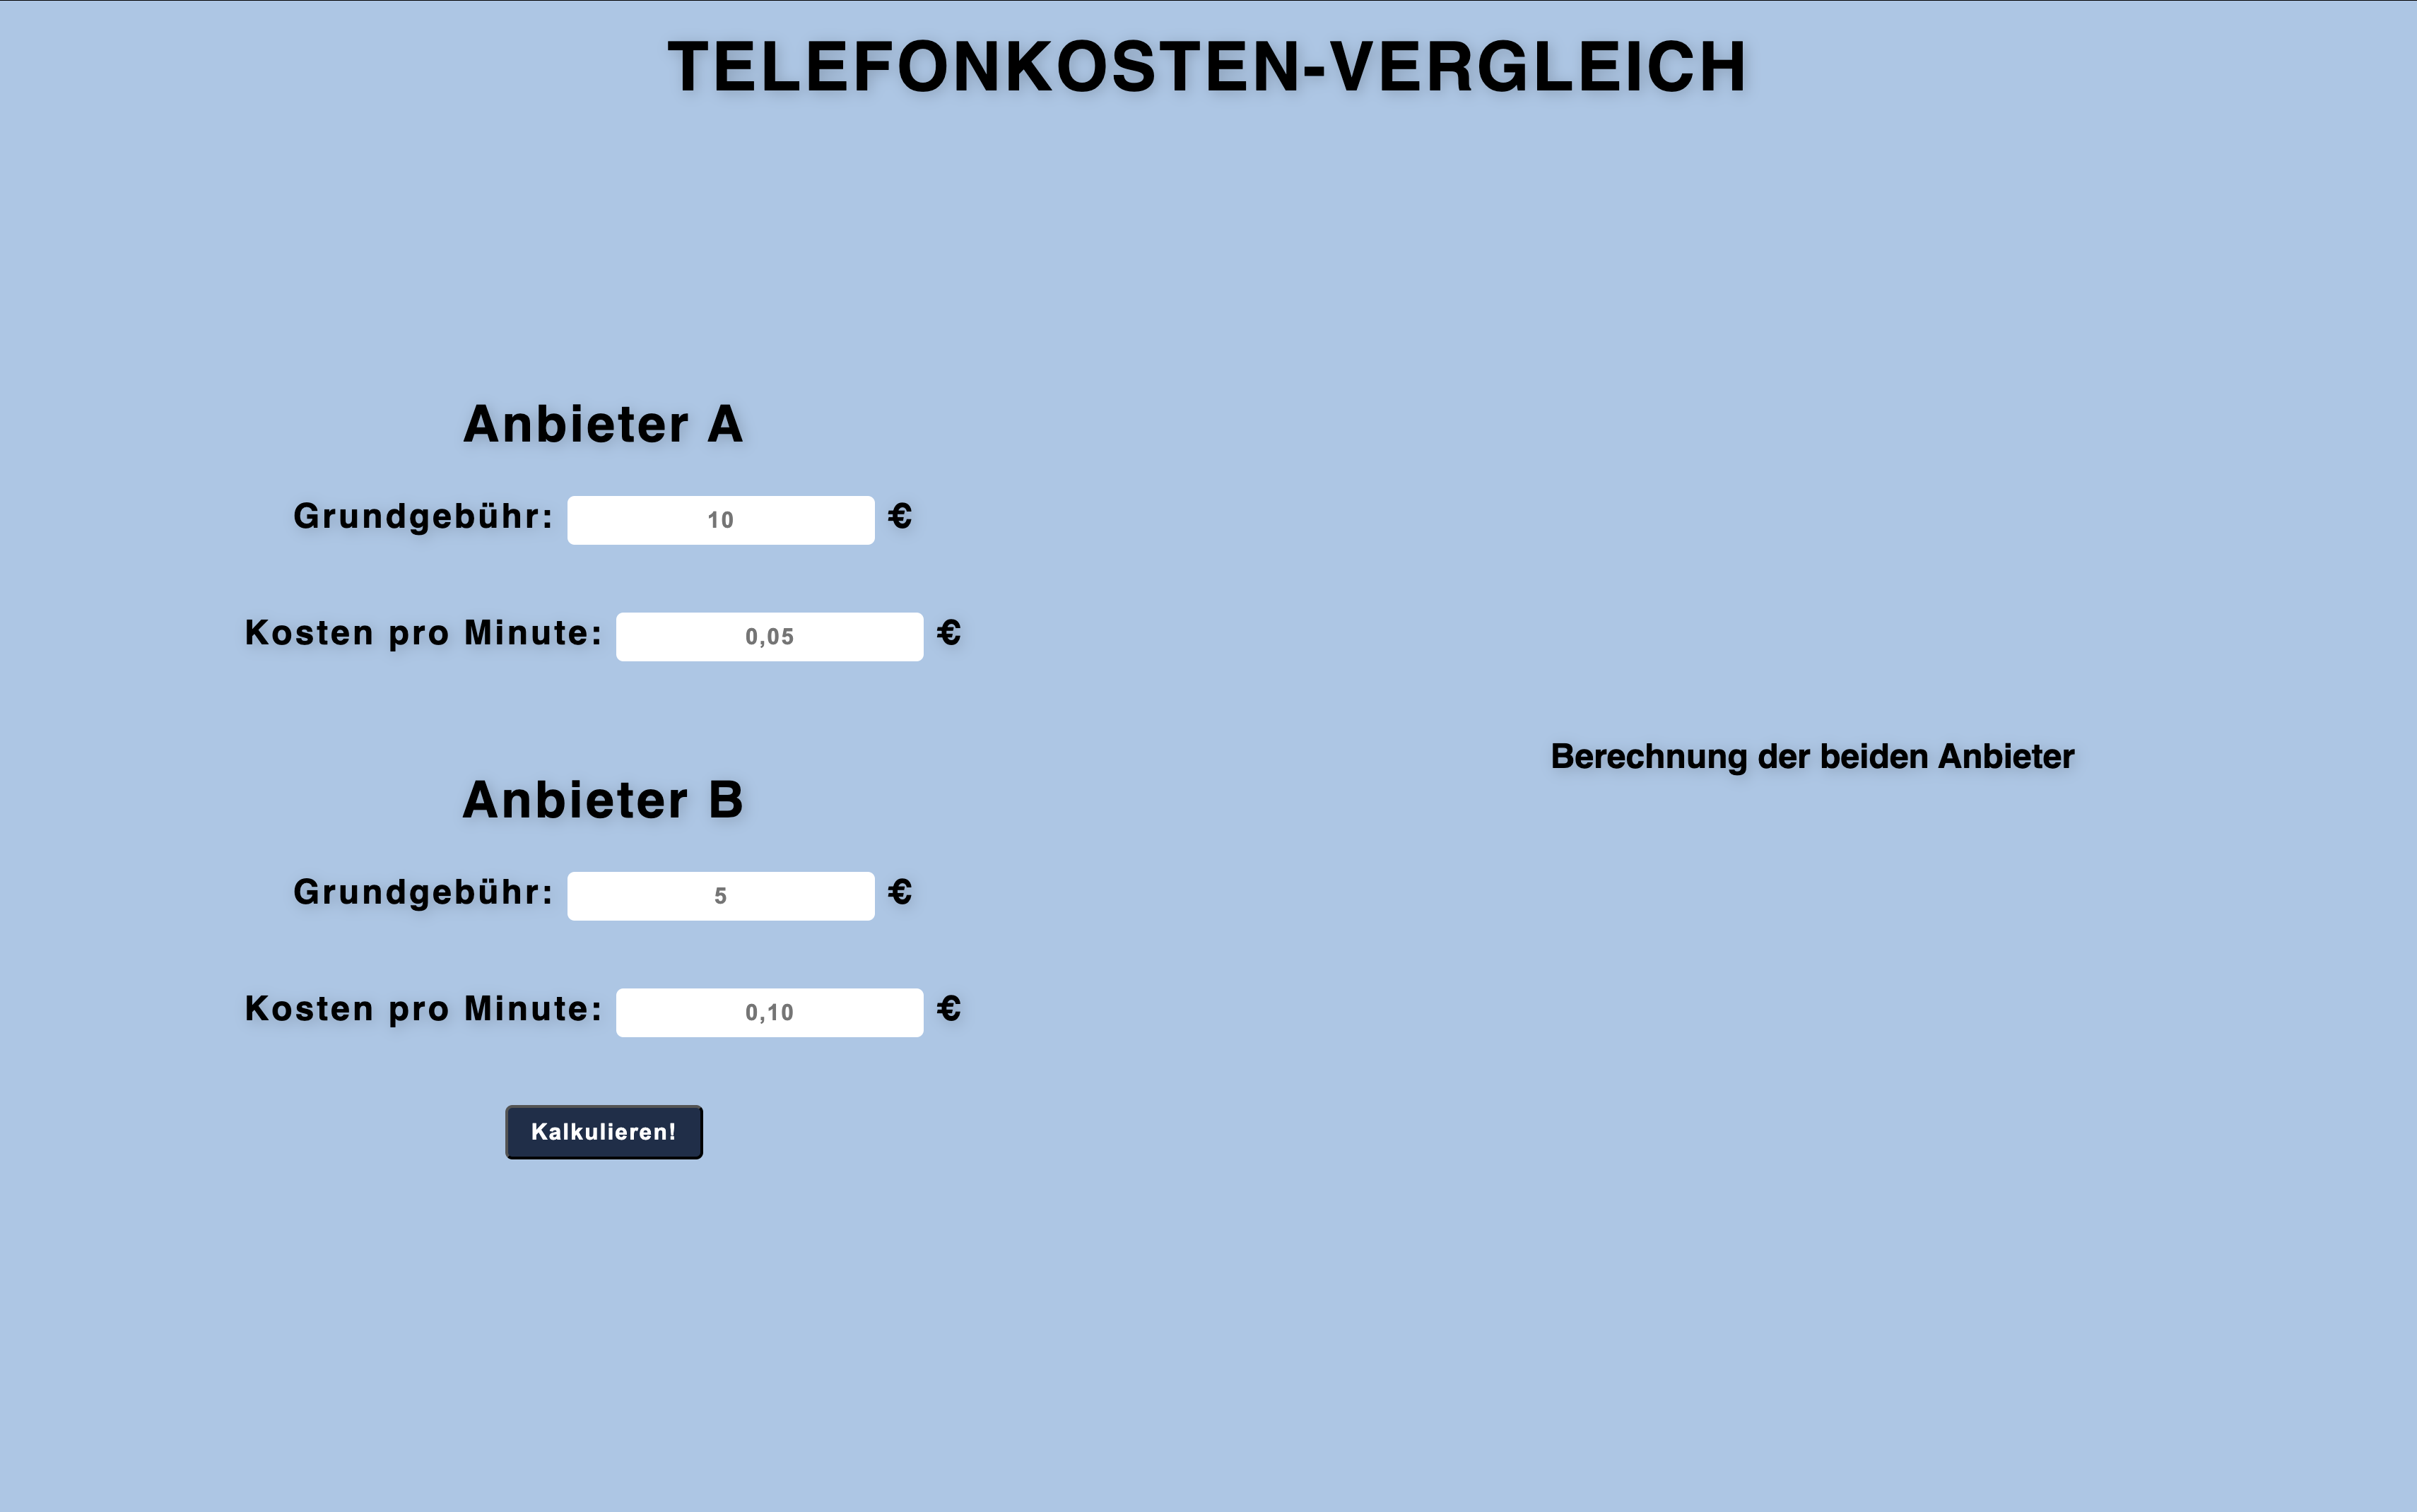 TELEFONKOSTEN-VERGLEICH
Anbieter A
Grundgebühr: 10 €
Kosten pro Minute: 0,05 €
Anbieter B
Grundgebühr: 5 €
Kosten pro Minute: 0,10 €
Kalkulieren!
Berechnung der beiden Anbieter